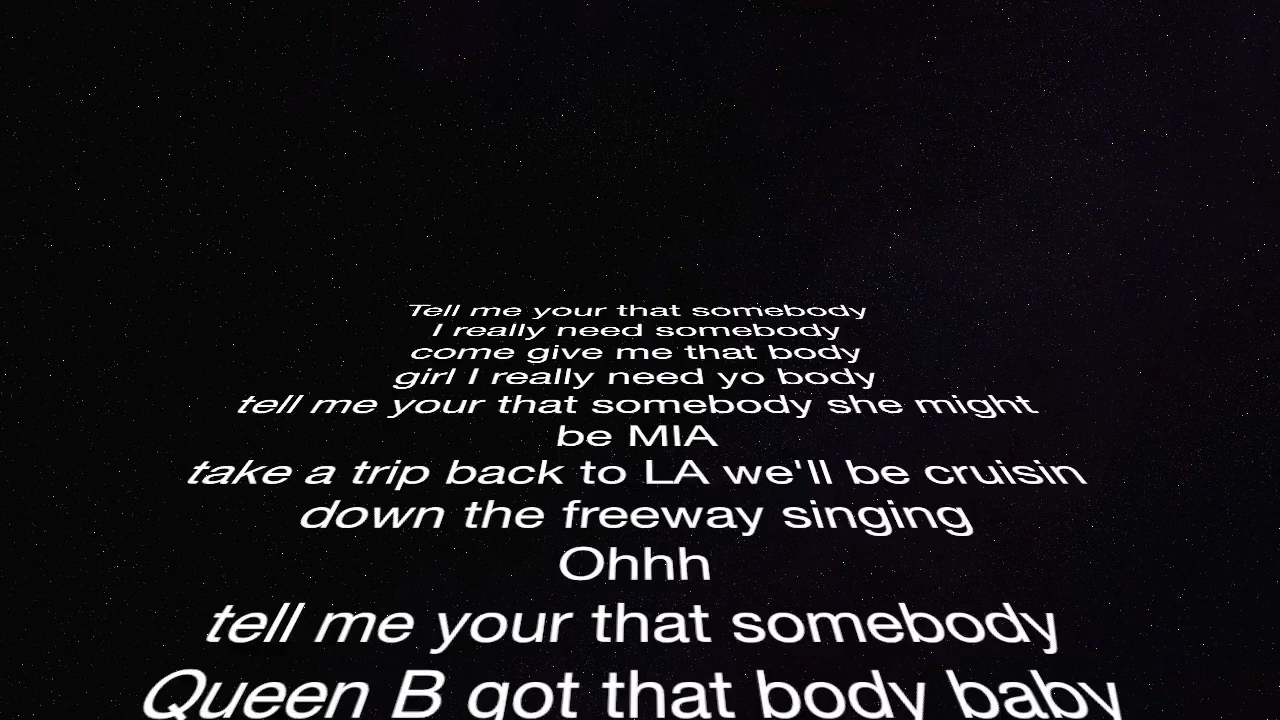 Tell me your that somebody
I really need somebody
come give me that body
girl I really need yo body
tell me your that somebody she might
be MIA
take a trip back to LA we'll be cruisin
down the freeway singing
Ohhh
tell me your that somebody
Queen B got that body baby